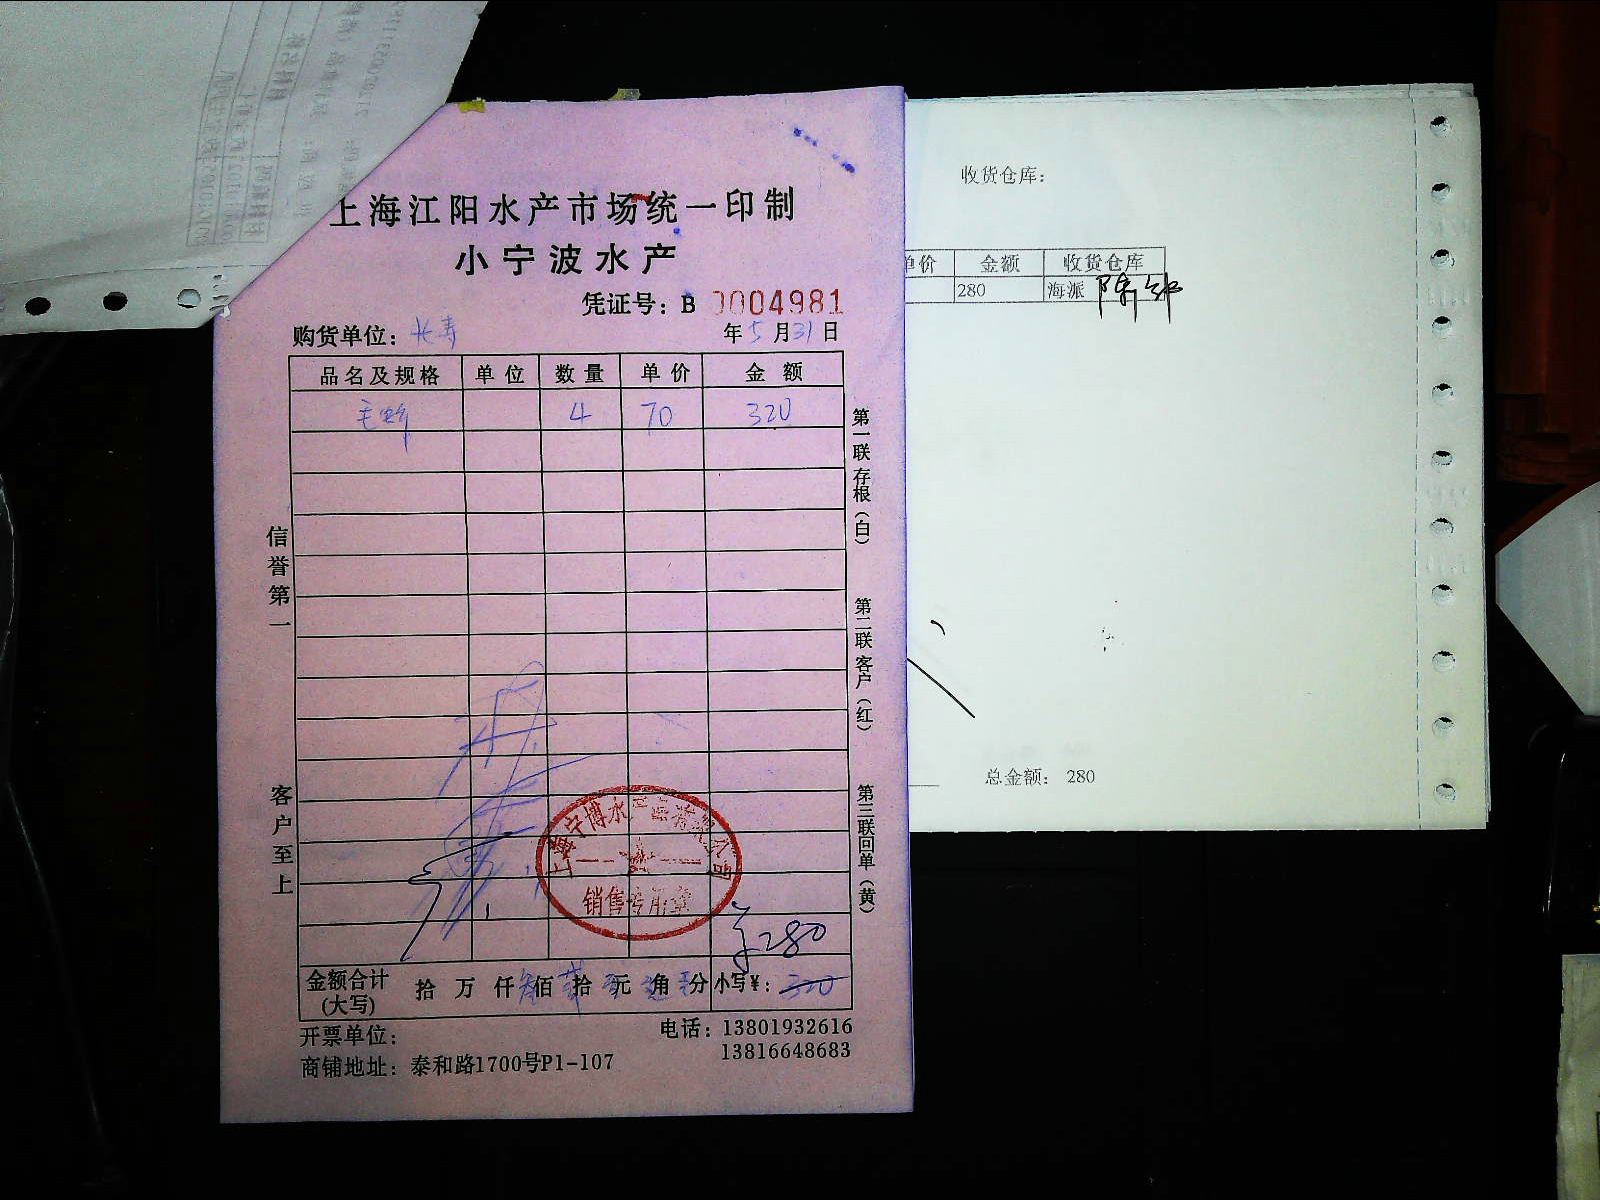 上海江阳水产市场统一印制
小宁波水产
凭证号：B 0004981
购货单位：长寿 年5月31日
品名及规格 单位 数量 单价 金额
毛虾 4 70 320
信誉第一
客户至上
第一联存根（白）
第二联客户（红）
第三联回单（黄）
销售专用章
¥280
金额合计(大写) 拾 万 仟 佰 拾 元 角 分 小写¥：320
开票单位： 电话：13801932616
13816648683
商铺地址：泰和路1700号P1-107
收货仓库：
单价 金额 收货仓库
280 海派
总金额： 280